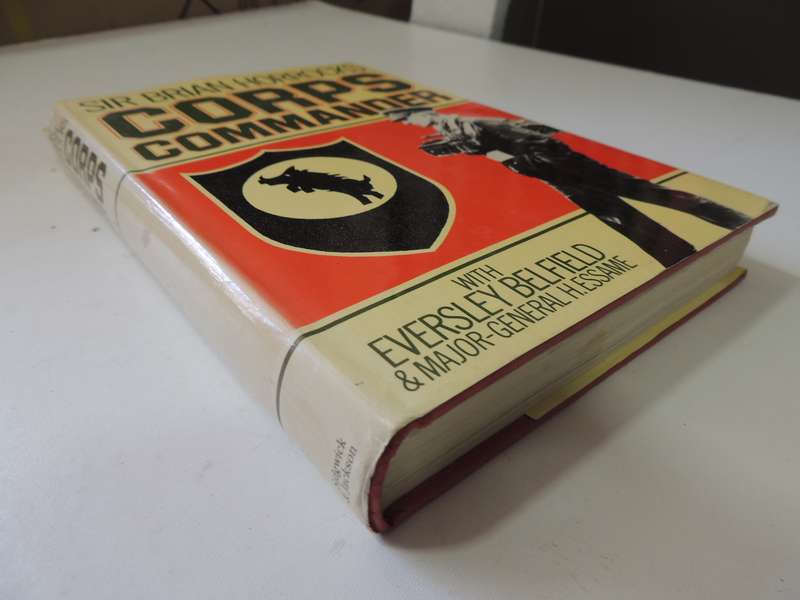 SIR BRIAN HORROCKS
CORPS
COMMANDER
WITH
EVERSLEY BELFIELD
& MAJOR-GENERAL H. ESSAME
CORPS
Sidgwick
& Jackson